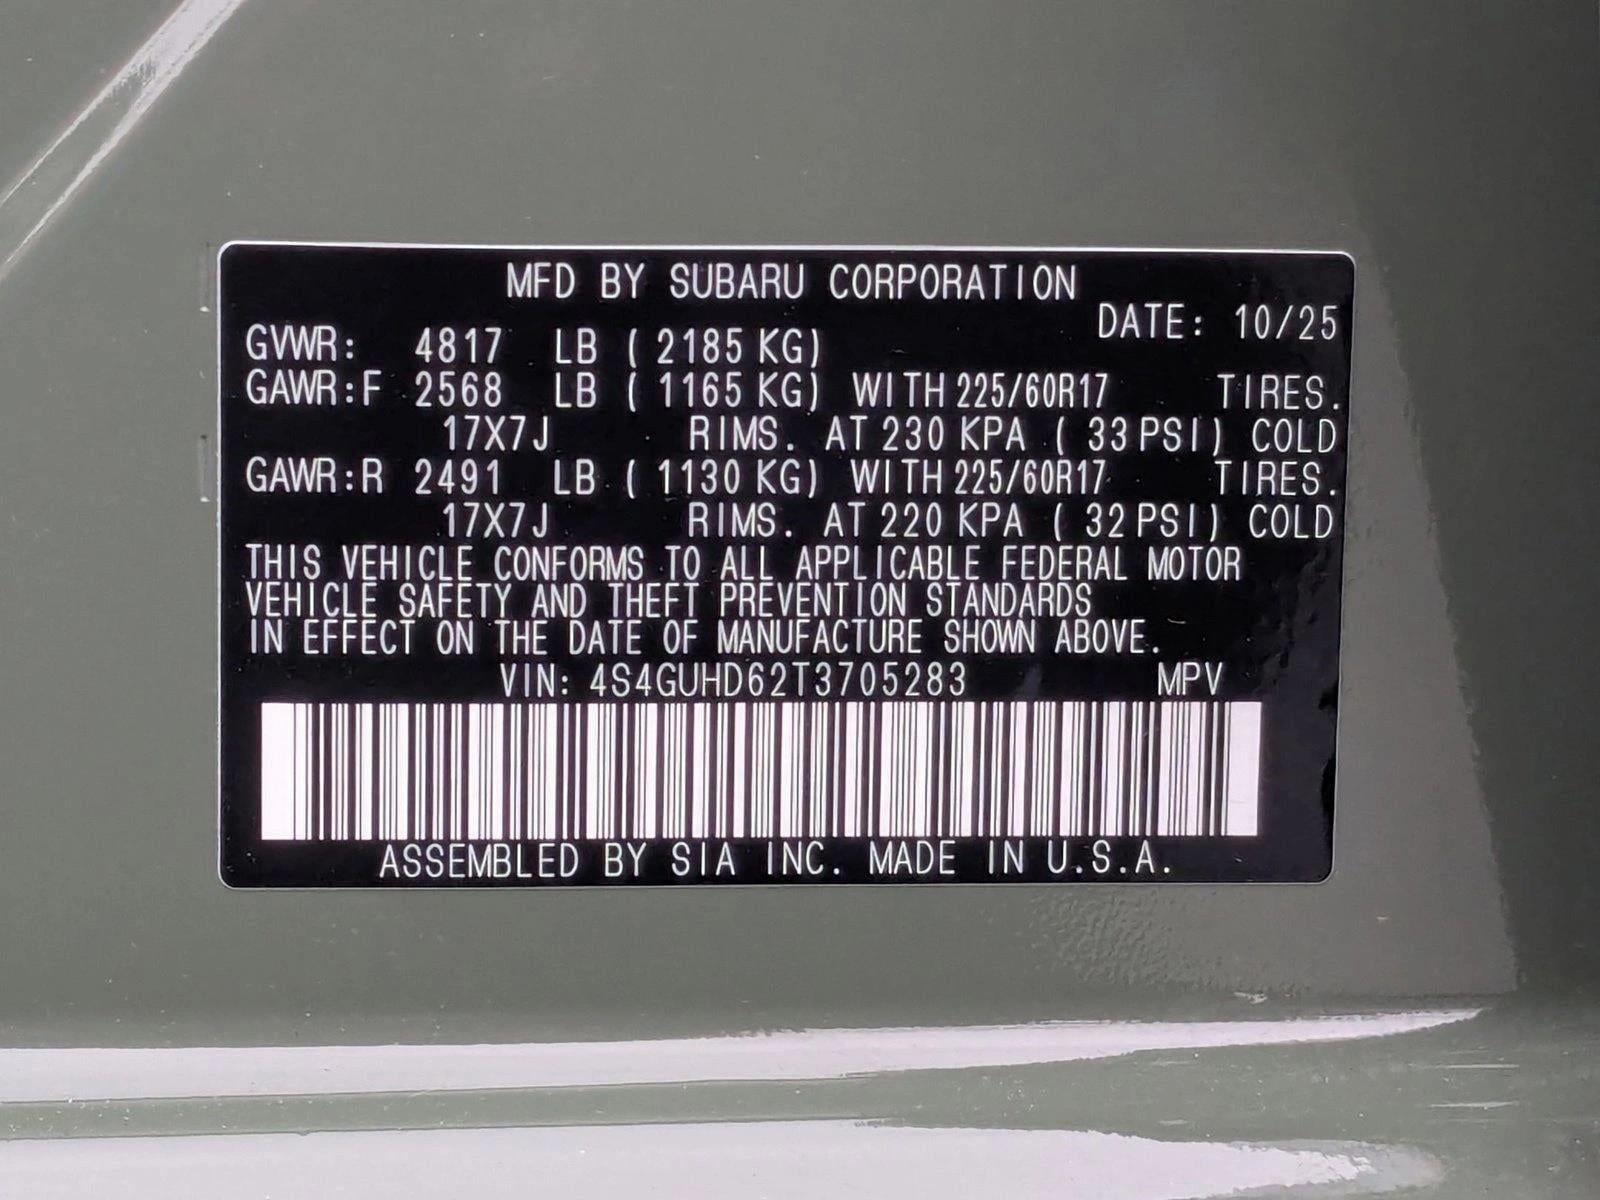 MFD BY SUBARU CORPORATION
DATE: 10/25
GVWR: 4817 LB ( 2185 KG)
GAWR:F 2568 LB ( 1165 KG) WITH 225/60R17 TIRES.
17X7J RIMS. AT 230 KPA ( 33 PSI) COLD
GAWR:R 2491 LB ( 1130 KG) WITH 225/60R17 TIRES.
17X7J RIMS. AT 220 KPA ( 32 PSI) COLD
THIS VEHICLE CONFORMS TO ALL APPLICABLE FEDERAL MOTOR
VEHICLE SAFETY AND THEFT PREVENTION STANDARDS
IN EFFECT ON THE DATE OF MANUFACTURE SHOWN ABOVE.
VIN: 4S4GUHD62T3705283 MPV
ASSEMBLED BY SIA INC. MADE IN U.S.A.